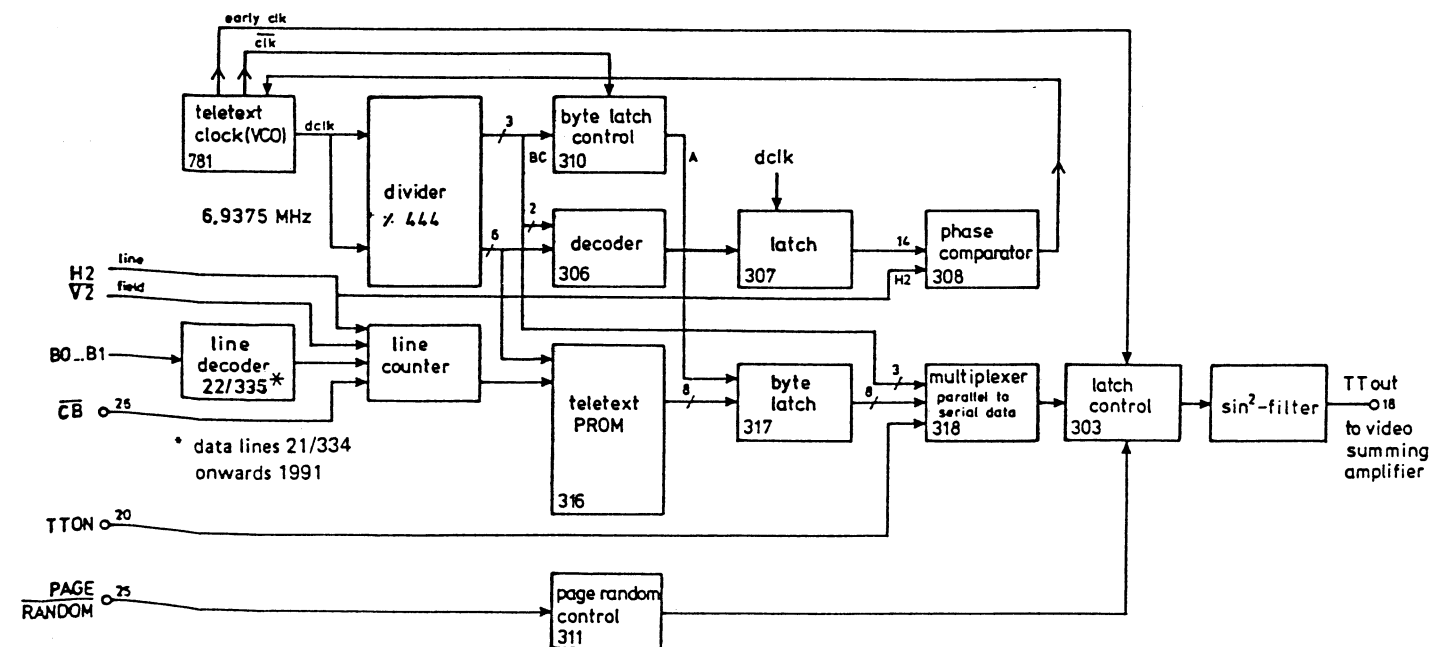 early clk
clk
teletext
clock(VCO)
781
dclk
6,9375 MHz
divider
% 444
3
BC
6
2
byte latch
control
310
A
decoder
306
dclk
latch
307
14
H2
phase
comparator
308
H2 line
V2 field
B0...B1
line
decoder
22/335*
CB 25
line
counter
* data lines 21/334
onwards 1991
teletext
PROM
316
8
byte
latch
317
3
8
multiplexer
parallel to
serial data
318
latch
control
303
sin²-filter
TTout
18
to video
summing
amplifier
TTON 20
PAGE 25
RANDOM
page random
control
311